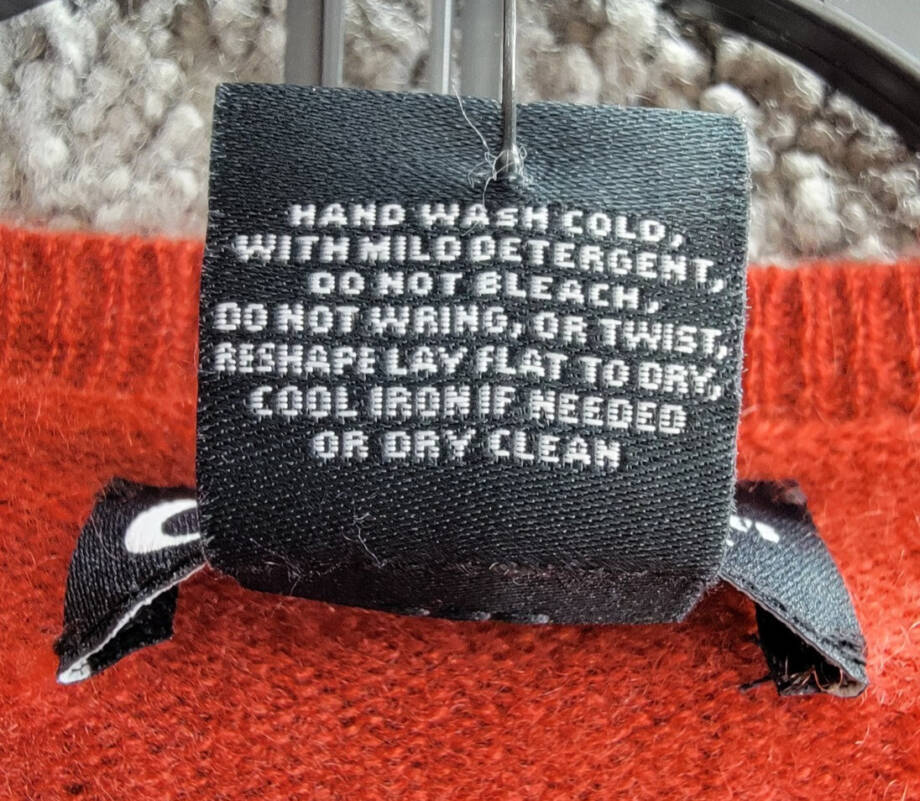 HAND WASH COLD,
WITH MILD DETERGENT,
DO NOT BLEACH,
DO NOT WRING, OR TWIST,
RESHAPE LAY FLAT TO DRY,
COOL IRON IF NEEDED
OR DRY CLEAN